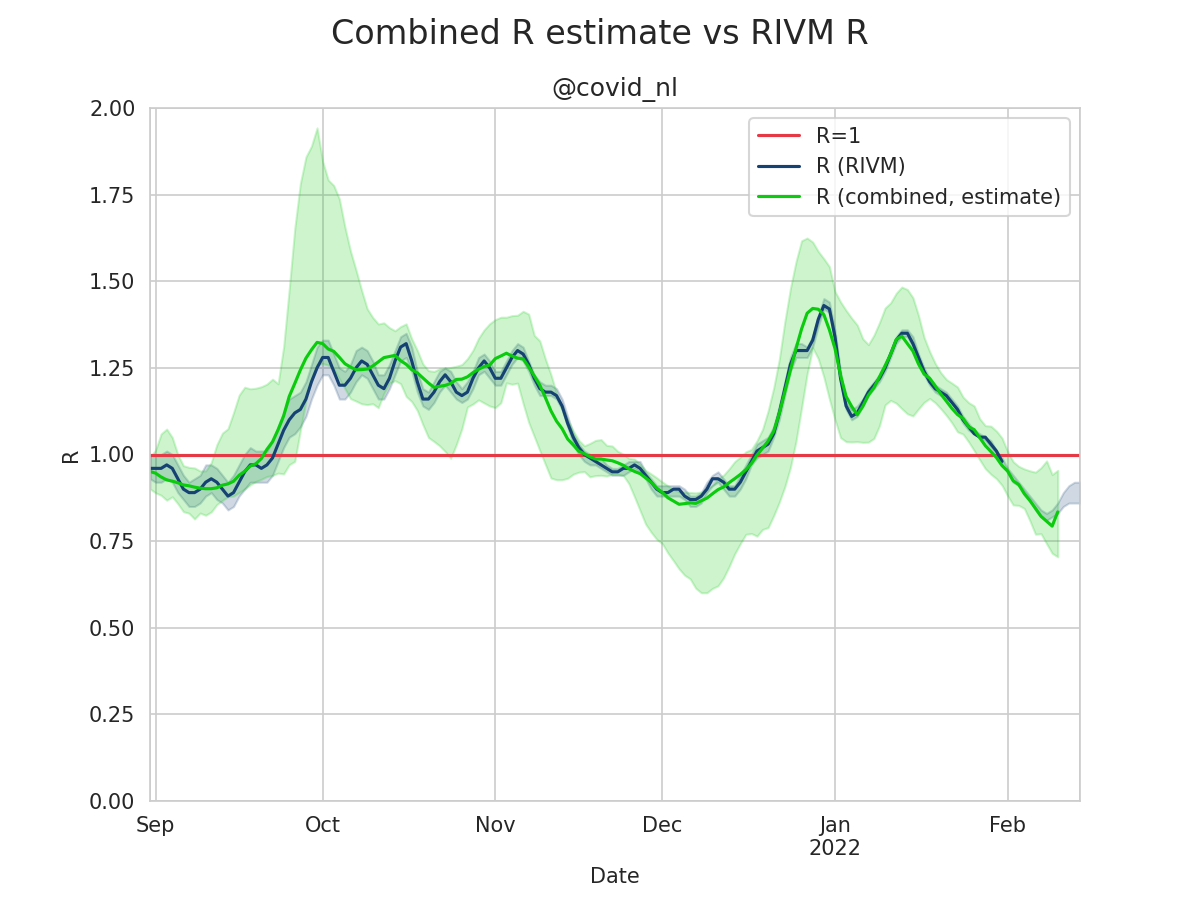 Combined R estimate vs RIVM R
@covid_nl
R=1
R (RIVM)
R (combined, estimate)
2.00
1.75
1.50
1.25
1.00
0.75
0.50
0.25
0.00
R
Sep Oct Nov Dec Jan Feb
2022
Date